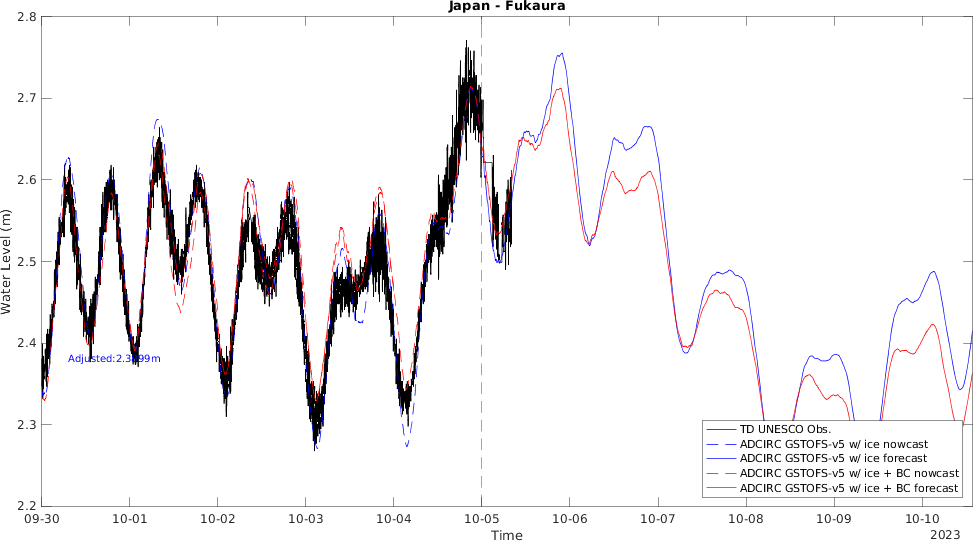 Japan - Fukaura
2.8
2.7
2.6
2.5
2.4
2.3
2.2
Water Level (m)
TD UNESCO Obs.
ADCIRC GSTOFS-v5 w/ ice nowcast
ADCIRC GSTOFS-v5 w/ ice forecast
ADCIRC GSTOFS-v5 w/ ice + BC nowcast
ADCIRC GSTOFS-v5 w/ ice + BC forecast
09-30 10-01 10-02 10-03 10-04 10-05 10-06 10-07 10-08 10-09 10-10
Time
2023